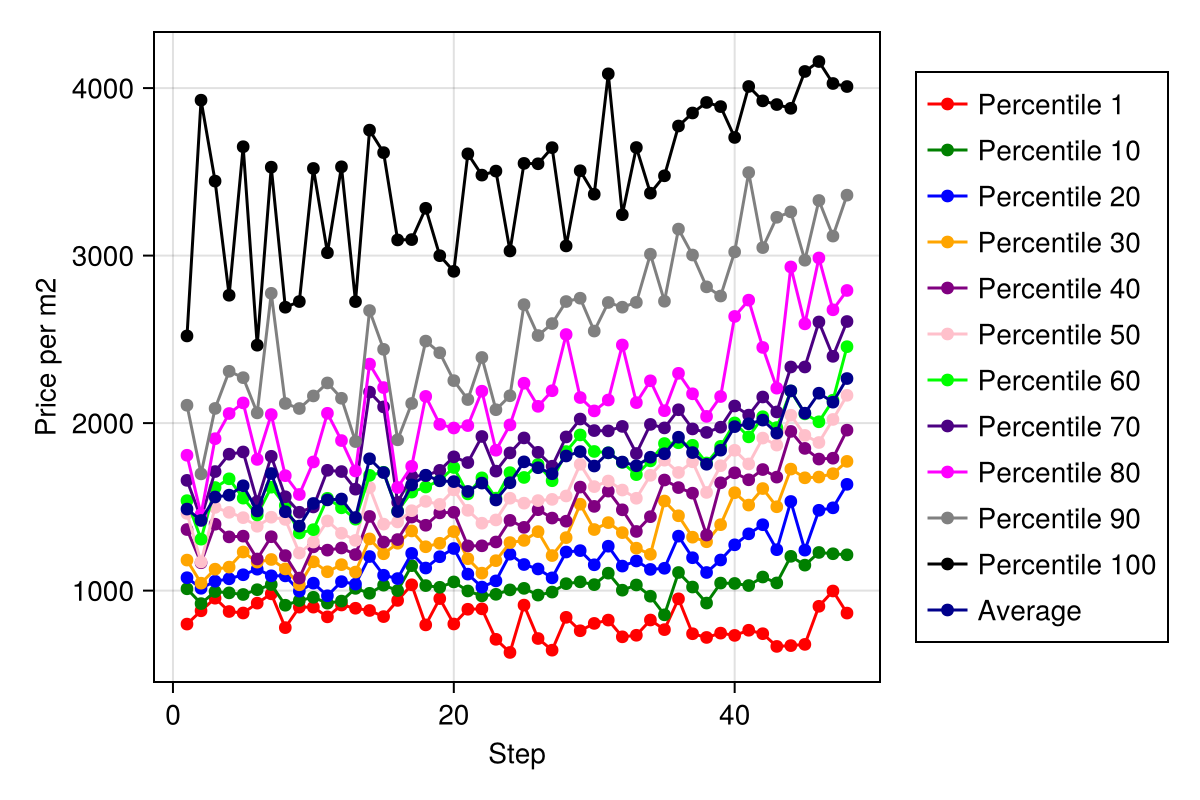 4000
3000
2000
1000
Price per m2
0
20
40
Step
Percentile 1
Percentile 10
Percentile 20
Percentile 30
Percentile 40
Percentile 50
Percentile 60
Percentile 70
Percentile 80
Percentile 90
Percentile 100
Average